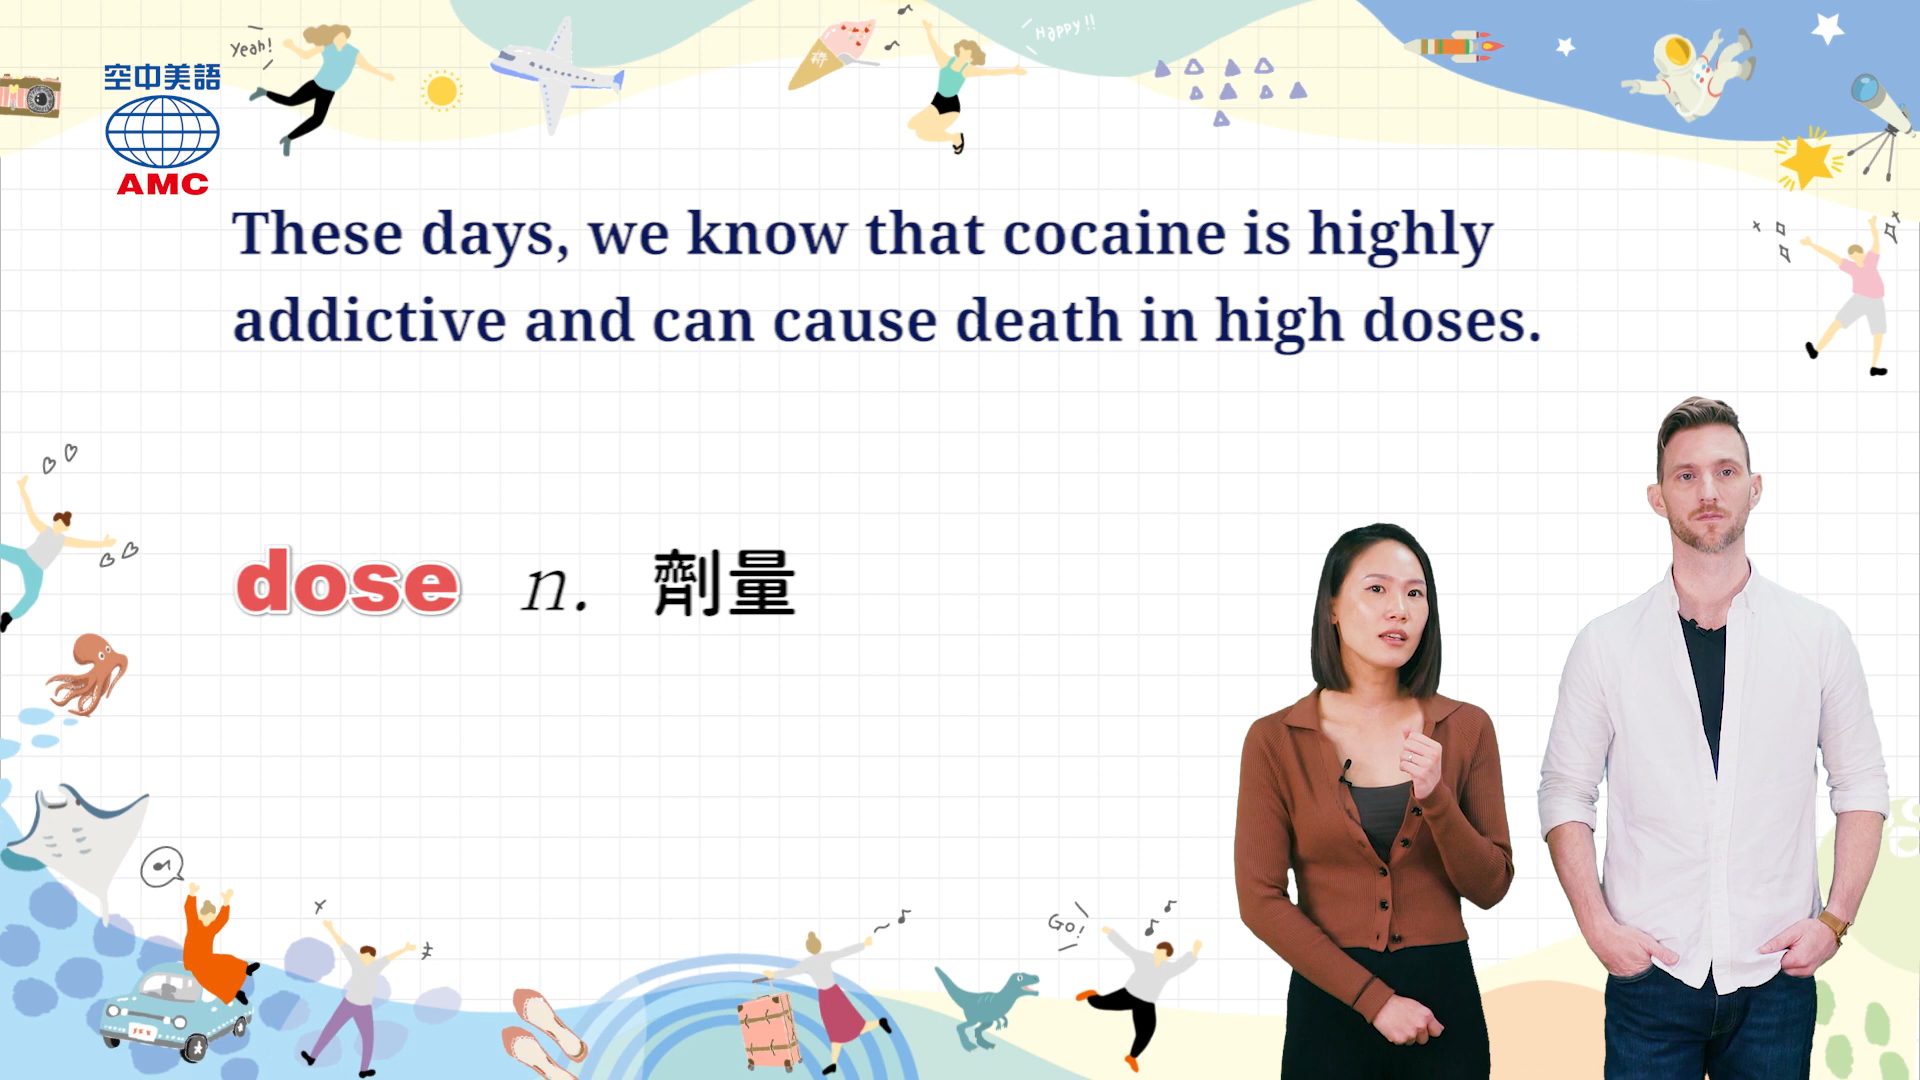 Yeah!
Happy!!
空中美語
AMC
These days, we know that cocaine is highly
addictive and can cause death in high doses.
dose n. 劑量
Go!